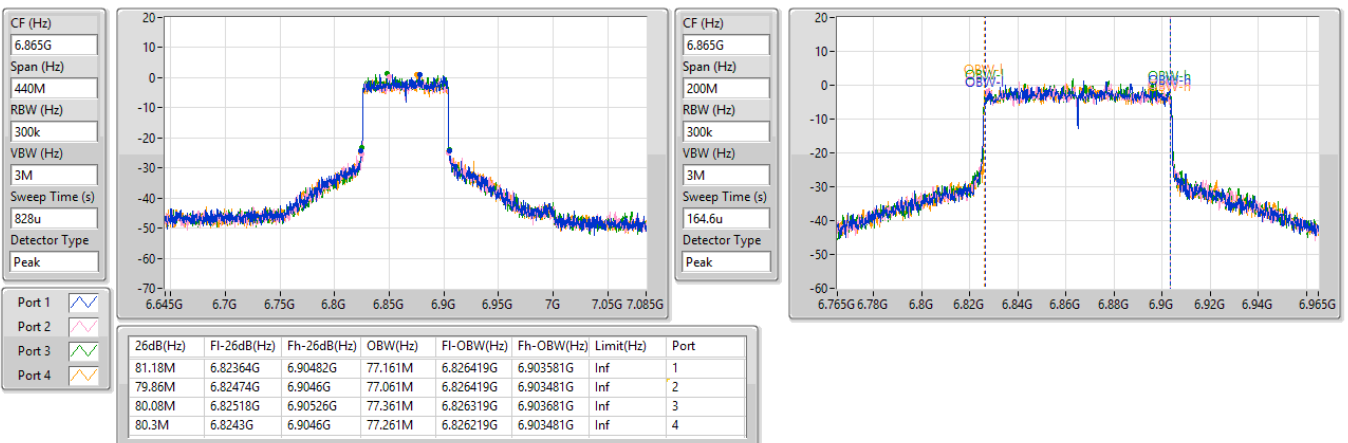 CF (Hz)
6.865G
Span (Hz)
440M
RBW (Hz)
300k
VBW (Hz)
3M
Sweep Time (s)
828u
Detector Type
Peak
20
10
0
-10
-20
-30
-40
-50
-60
-70
6.645G 6.7G 6.75G 6.8G 6.85G 6.9G 6.95G 7G 7.05G 7.085G
CF (Hz)
6.865G
Span (Hz)
200M
RBW (Hz)
300k
VBW (Hz)
3M
Sweep Time (s)
164.6u
Detector Type
Peak
20
10
0
-10
-20
-30
-40
-50
-60
OBW-l OBW-h
6.765G 6.78G 6.8G 6.82G 6.84G 6.86G 6.88G 6.9G 6.92G 6.94G 6.965G
Port 1
Port 2
Port 3
Port 4
26dB(Hz) Fl-26dB(Hz) Fh-26dB(Hz) OBW(Hz) Fl-OBW(Hz) Fh-OBW(Hz) Limit(Hz) Port
81.18M 6.82364G 6.90482G 77.161M 6.826419G 6.903581G Inf 1
79.86M 6.82474G 6.9046G 77.061M 6.826419G 6.903481G Inf 2
80.08M 6.82518G 6.90526G 77.361M 6.826319G 6.903681G Inf 3
80.3M 6.8243G 6.9046G 77.261M 6.826219G 6.903481G Inf 4